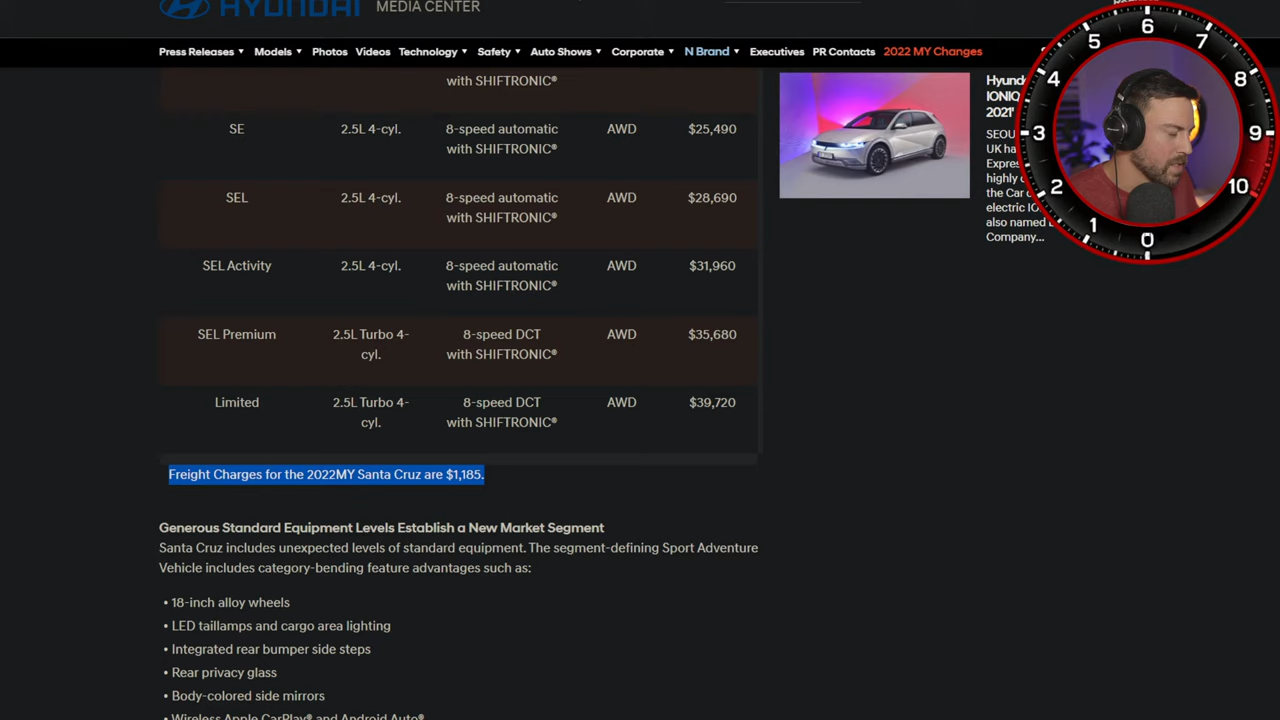 HYUNDAI
MEDIA CENTER
Press Releases Models Photos Videos Technology Safety Auto Shows Corporate N Brand Executives PR Contacts 2022 MY Changes
with SHIFTRONIC®
SE 2.5L 4-cyl. 8-speed automatic AWD $25,490
with SHIFTRONIC®
SEL 2.5L 4-cyl. 8-speed automatic AWD $28,690
with SHIFTRONIC®
SEL Activity 2.5L 4-cyl. 8-speed automatic AWD $31,960
with SHIFTRONIC®
SEL Premium 2.5L Turbo 4- 8-speed DCT AWD $35,680
cyl. with SHIFTRONIC®
Limited 2.5L Turbo 4- 8-speed DCT AWD $39,720
cyl. with SHIFTRONIC®
Freight Charges for the 2022MY Santa Cruz are $1,185.
Generous Standard Equipment Levels Establish a New Market Segment
Santa Cruz includes unexpected levels of standard equipment. The segment-defining Sport Adventure
Vehicle includes category-bending feature advantages such as:
• 18-inch alloy wheels
• LED taillamps and cargo area lighting
• Integrated rear bumper side steps
• Rear privacy glass
• Body-colored side mirrors
• Wireless Apple CarPlay® and Android Auto®
IONIQ
2021'
SEOU
UK ha
Expres
highly
the Car
electric IO
also named
Company...
0 1 2 3 4 5 6 7 8 9 10